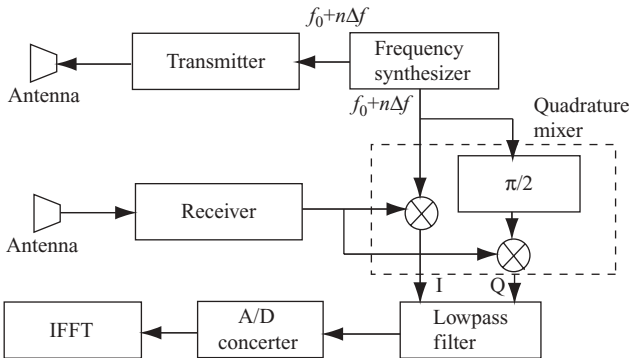 f₀+nΔf
Transmitter
Frequency
synthesizer
Antenna
f₀+nΔf
Quadrature
mixer
π/2
Receiver
Antenna
I
Q
IFFT
A/D
concerter
Lowpass
filter